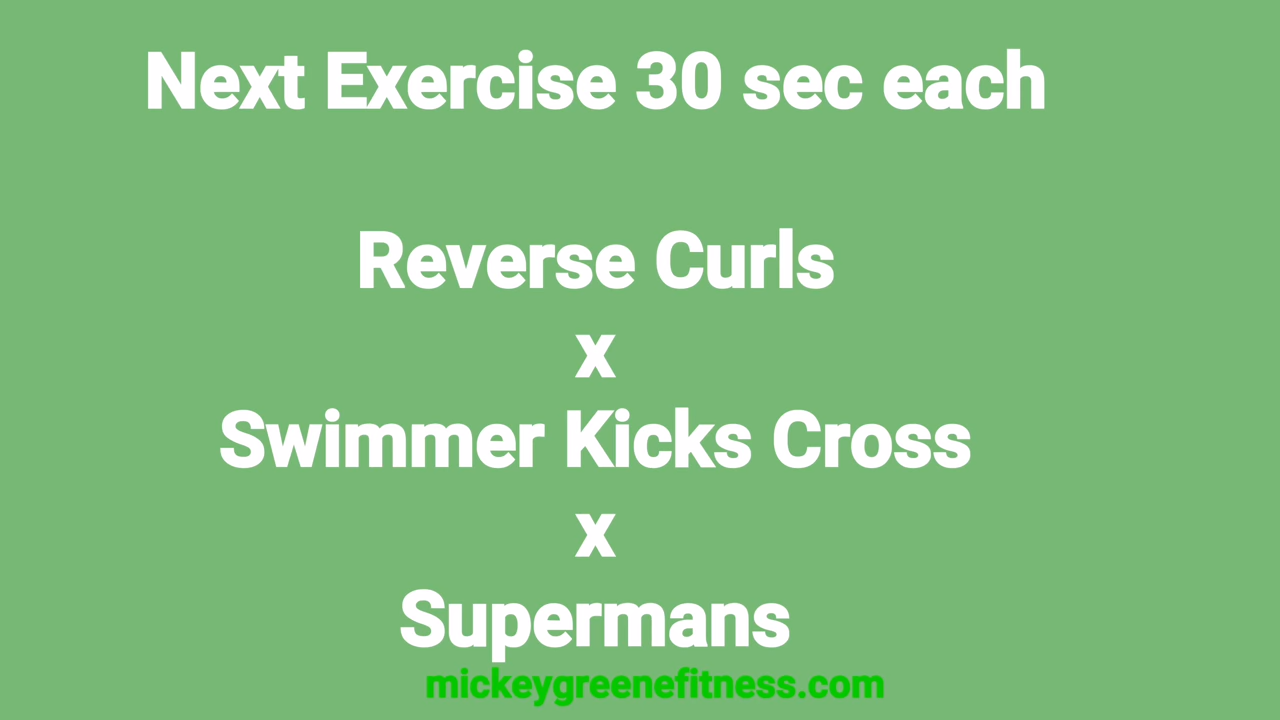 Next Exercise 30 sec each
Reverse Curls
x
Swimmer Kicks Cross
x
Supermans
mickeygreenefitness.com